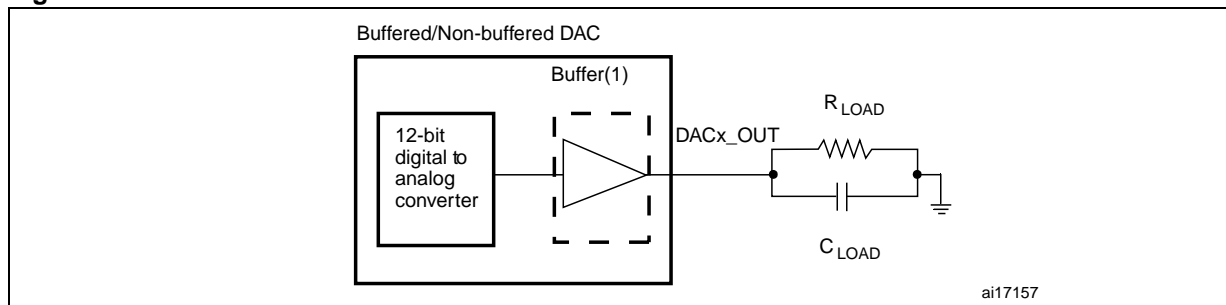 Buffered/Non-buffered DAC
Buffer(1)
12-bit
digital to
analog
converter
DACx_OUT
R LOAD
C LOAD
ai17157